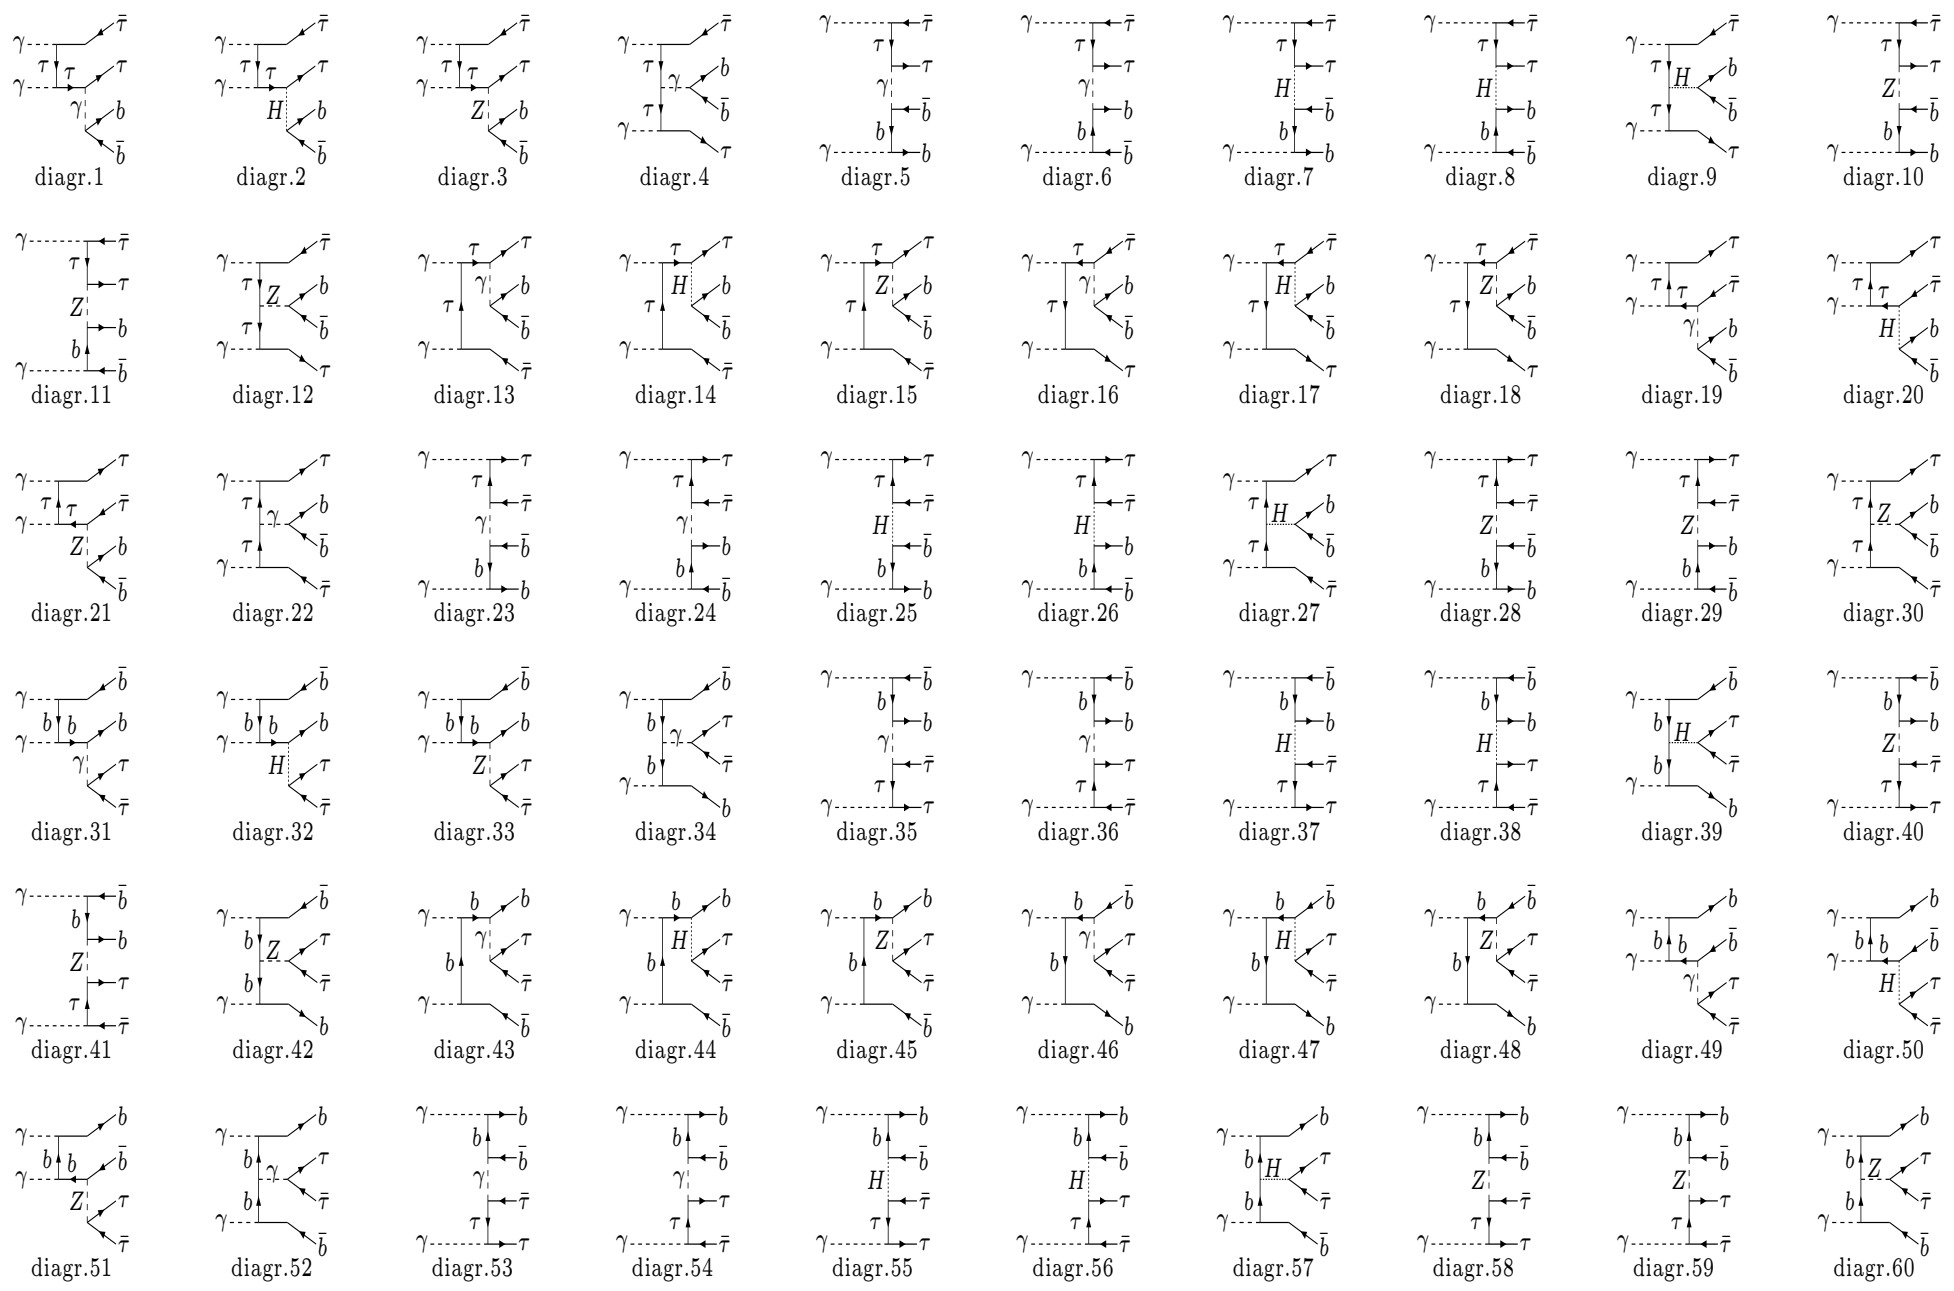 γ γ τ τ γ τ̄ τ b b̄
diagr.1
γ γ τ τ H τ̄ τ b b̄
diagr.2
γ γ τ τ Z τ̄ τ b b̄
diagr.3
γ γ τ γ τ τ̄ b b̄ τ
diagr.4
γ γ τ γ b τ̄ τ b̄ b
diagr.5
γ γ τ γ b τ̄ τ b b̄
diagr.6
γ γ τ H b τ̄ τ b̄ b
diagr.7
γ γ τ H b τ̄ τ b b̄
diagr.8
γ γ τ H τ τ̄ b b̄ τ
diagr.9
γ γ τ Z b τ̄ τ b̄ b
diagr.10
γ γ τ Z b τ̄ τ b b̄
diagr.11
γ γ τ Z τ τ̄ b b̄ τ
diagr.12
γ γ τ τ γ τ b b̄ τ̄
diagr.13
γ γ τ τ H τ b b̄ τ̄
diagr.14
γ γ τ τ Z τ b b̄ τ̄
diagr.15
γ γ τ τ γ τ̄ b b̄ τ
diagr.16
γ γ τ τ H τ̄ b b̄ τ
diagr.17
γ γ τ τ Z τ̄ b b̄ τ
diagr.18
γ γ τ τ γ τ τ̄ b b̄
diagr.19
γ γ τ τ H τ τ̄ b b̄
diagr.20
γ γ τ τ Z τ τ̄ b b̄
diagr.21
γ γ τ γ τ τ b b̄ τ̄
diagr.22
γ γ τ γ b τ τ̄ b̄ b
diagr.23
γ γ τ γ b τ τ̄ b b̄
diagr.24
γ γ τ H b τ τ̄ b̄ b
diagr.25
γ γ τ H b τ τ̄ b b̄
diagr.26
γ γ τ H τ τ b b̄ τ̄
diagr.27
γ γ τ Z b τ τ̄ b̄ b
diagr.28
γ γ τ Z b τ τ̄ b b̄
diagr.29
γ γ τ Z τ τ b b̄ τ̄
diagr.30
γ γ b b γ b̄ b τ τ̄
diagr.31
γ γ b b H b̄ b τ τ̄
diagr.32
γ γ b b Z b̄ b τ τ̄
diagr.33
γ γ b γ b b̄ τ τ̄ b
diagr.34
γ γ b γ τ b̄ b τ̄ τ
diagr.35
γ γ b γ τ b̄ b τ τ̄
diagr.36
γ γ b H τ b̄ b τ̄ τ
diagr.37
γ γ b H τ b̄ b τ τ̄
diagr.38
γ γ b H b b̄ τ τ̄ b
diagr.39
γ γ b Z τ b̄ b τ̄ τ
diagr.40
γ γ b Z τ b̄ b τ τ̄
diagr.41
γ γ b Z b b̄ τ τ̄ b
diagr.42
γ γ b b γ b τ τ̄ b̄
diagr.43
γ γ b b H b τ τ̄ b̄
diagr.44
γ γ b b Z b τ τ̄ b̄
diagr.45
γ γ b b γ b̄ τ τ̄ b
diagr.46
γ γ b b H b̄ τ τ̄ b
diagr.47
γ γ b b Z b̄ τ τ̄ b
diagr.48
γ γ b b γ b b̄ τ τ̄
diagr.49
γ γ b b H b b̄ τ τ̄
diagr.50
γ γ b b Z b b̄ τ τ̄
diagr.51
γ γ b γ b b τ τ̄ b̄
diagr.52
γ γ b γ τ b b̄ τ̄ τ
diagr.53
γ γ b γ τ b b̄ τ τ̄
diagr.54
γ γ b H τ b b̄ τ̄ τ
diagr.55
γ γ b H τ b b̄ τ τ̄
diagr.56
γ γ b H b b τ τ̄ b̄
diagr.57
γ γ b Z τ b b̄ τ̄ τ
diagr.58
γ γ b Z τ b b̄ τ τ̄
diagr.59
γ γ b Z b b τ τ̄ b̄
diagr.60